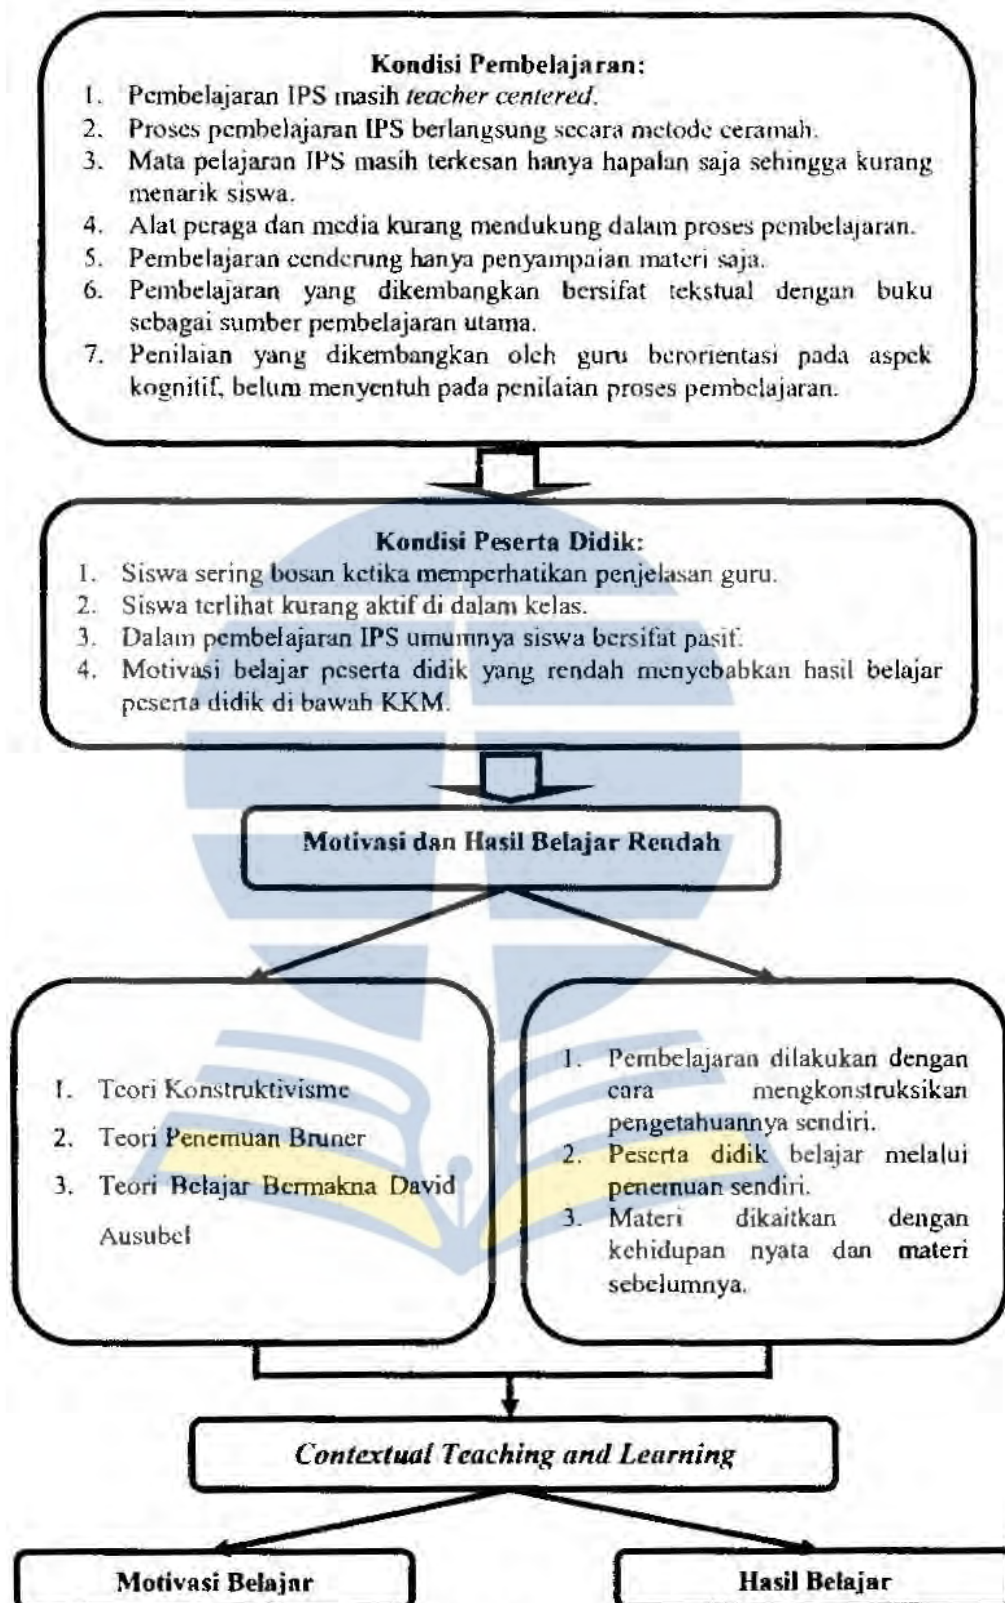 Kondisi Pembelajaran:
1. Pembelajaran IPS masih teacher centered.
2. Proses pembelajaran IPS berlangsung secara metode ceramah.
3. Mata pelajaran IPS masih terkesan hanya hapalan saja sehingga kurang
menarik siswa.
4. Alat peraga dan media kurang mendukung dalam proses pembelajaran.
5. Pembelajaran cenderung hanya penyampaian materi saja.
6. Pembelajaran yang dikembangkan bersifat tekstual dengan buku
sebagai sumber pembelajaran utama.
7. Penilaian yang dikembangkan oleh guru berorientasi pada aspek
kognitif, belum menyentuh pada penilaian proses pembelajaran.
Kondisi Peserta Didik:
1. Siswa sering bosan ketika memperhatikan penjelasan guru.
2. Siswa terlihat kurang aktif di dalam kelas.
3. Dalam pembelajaran IPS umumnya siswa bersifat pasif.
4. Motivasi belajar peserta didik yang rendah menyebabkan hasil belajar
peserta didik di bawah KKM.
Motivasi dan Hasil Belajar Rendah
1. Teori Konstruktivisme
2. Teori Penemuan Bruner
3. Teori Belajar Bermakna David
Ausubel
1. Pembelajaran dilakukan dengan
cara mengkonstruksikan
pengetahuannya sendiri.
2. Peserta didik belajar melalui
penemuan sendiri.
3. Materi dikaitkan dengan
kehidupan nyata dan materi
sebelumnya.
Contextual Teaching and Learning
Motivasi Belajar
Hasil Belajar